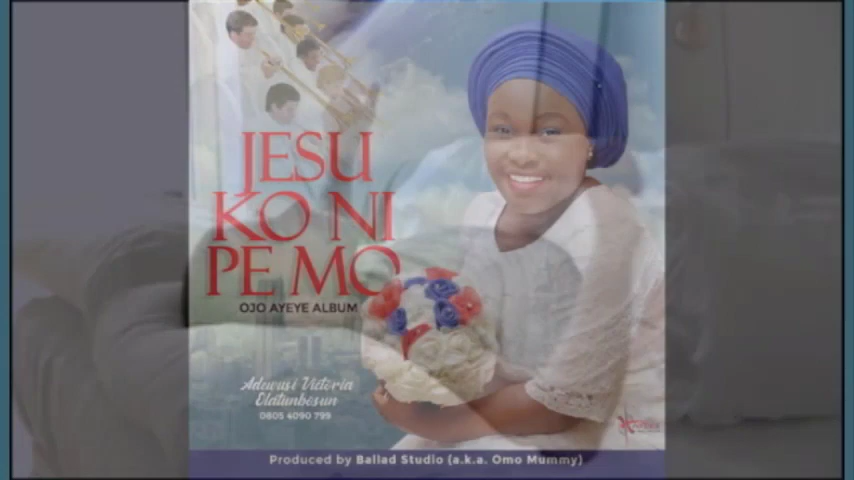 JESU
KO NI
PE MO
OJO AYEYE ALBUM
Adewusi Victoria
Elatunbosun
0805 4090 799
Produced by Ballad Studio (a.k.a. Omo Mummy)